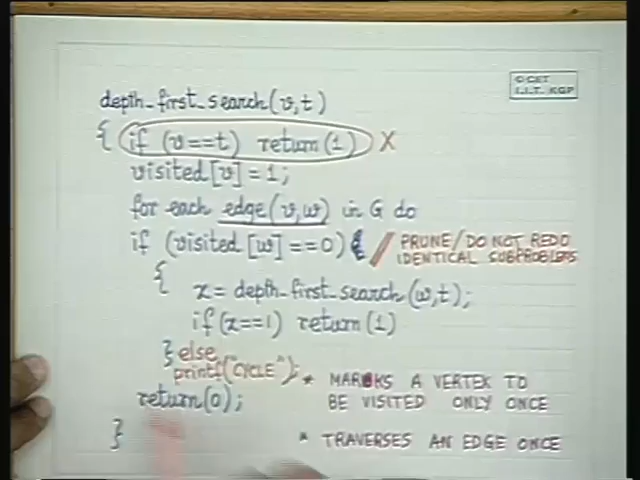 © CET
I.I.T. KGP
depth_first_search(v,t)
{ if (v==t) return(1) X
visited[v] = 1;
for each edge(v,w) in G do
if (visited[w]==0) { // PRUNE/DO NOT REDO
IDENTICAL SUBPROBLEMS
{ x = depth_first_search(w,t);
if(x==1) return(1)
} else
printf("CYCLE"); * MARKS A VERTEX TO
return(0); BE VISITED ONLY ONCE
} * TRAVERSES AN EDGE ONCE